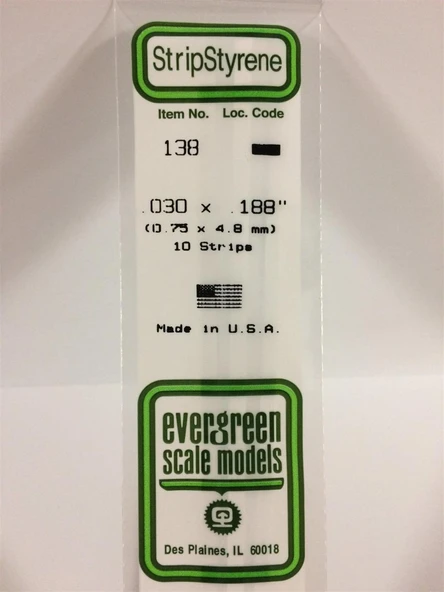 StripStyrene
Item No. Loc. Code
138
.030 x .188"
(0.75 x 4.8 mm)
10 Strips
Made in U.S.A.
evergreen
scale models
Des Plaines, IL 60018